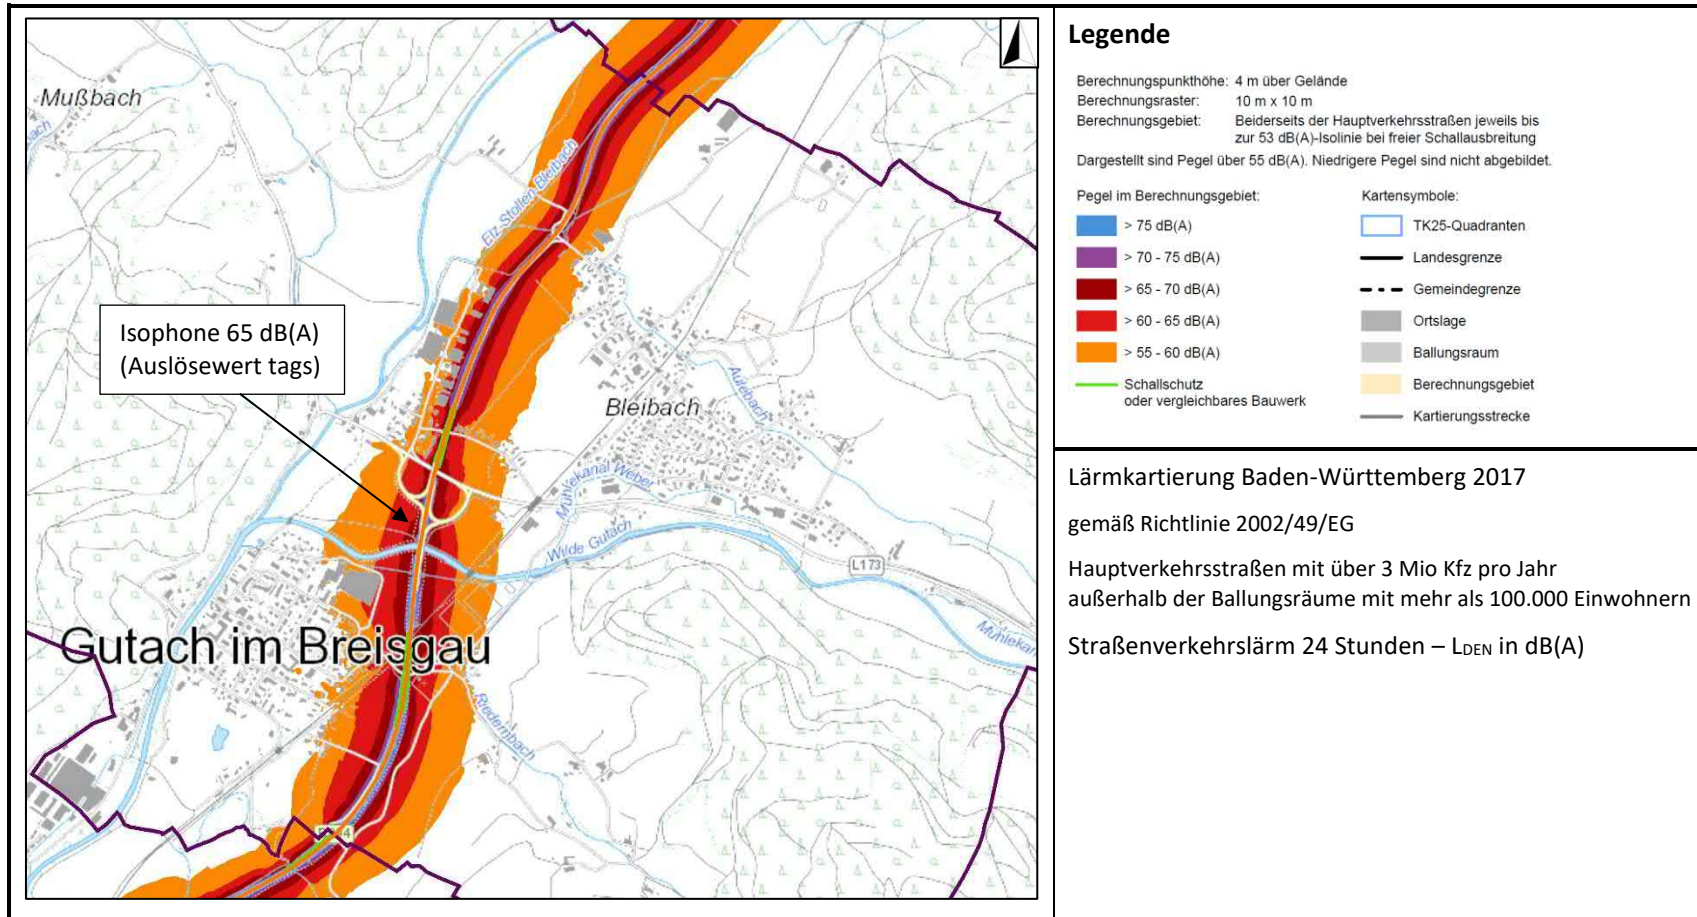 Mußbach
Elz-Stollen-Bleibach
Isophone 65 dB(A)
(Auslösewert tags)
Bleibach
Aulebach
Mühlekanal Weber
Wilde Gutach
L173
Gutach im Breisgau
Riedernbach
Legende
Berechnungspunkthöhe: 4 m über Gelände
Berechnungsraster: 10 m x 10 m
Berechnungsgebiet: Beiderseits der Hauptverkehrsstraßen jeweils bis
zur 53 dB(A)-Isolinie bei freier Schallausbreitung
Dargestellt sind Pegel über 55 dB(A). Niedrigere Pegel sind nicht abgebildet.
Pegel im Berechnungsgebiet:
> 75 dB(A)
> 70 - 75 dB(A)
> 65 - 70 dB(A)
> 60 - 65 dB(A)
> 55 - 60 dB(A)
Schallschutz
oder vergleichbares Bauwerk
Kartensymbole:
TK25-Quadranten
Landesgrenze
Gemeindegrenze
Ortslage
Ballungsraum
Berechnungsgebiet
Kartierungsstrecke
Lärmkartierung Baden-Württemberg 2017
gemäß Richtlinie 2002/49/EG
Hauptverkehrsstraßen mit über 3 Mio Kfz pro Jahr
außerhalb der Ballungsräume mit mehr als 100.000 Einwohnern
Straßenverkehrslärm 24 Stunden – LDEN in dB(A)